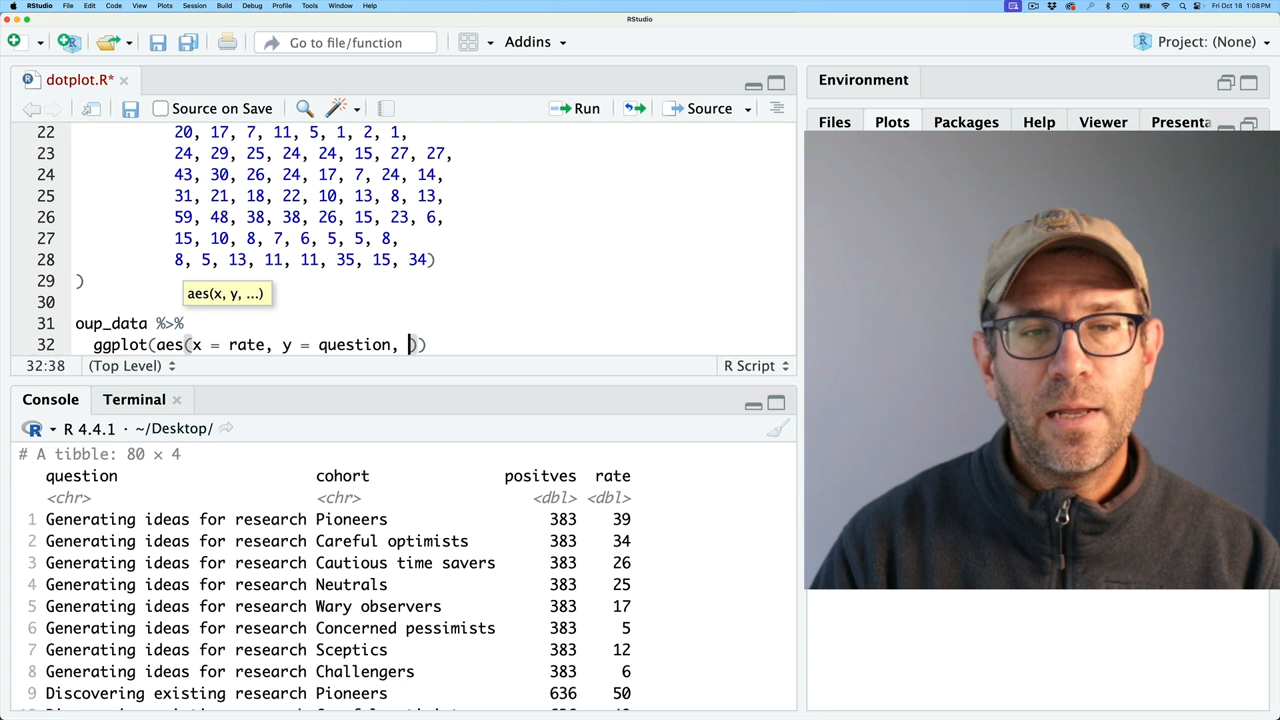 RStudio File Edit Code View Plots Session Build Debug Profile Tools Window Help Fri Oct 18 1:08 PM
RStudio
Go to file/function Addins Project: (None)
dotplot.R*
Source on Save Run Source
22 20, 17, 7, 11, 5, 1, 2, 1,
23 24, 29, 25, 24, 24, 15, 27, 27,
24 43, 30, 26, 24, 17, 7, 24, 14,
25 31, 21, 18, 22, 10, 13, 8, 13,
26 59, 48, 38, 38, 26, 15, 23, 6,
27 15, 10, 8, 7, 6, 5, 5, 8,
28 8, 5, 13, 11, 11, 35, 15, 34)
29 )
30
aes(x, y, ...)
31 oup_data %>%
32 ggplot(aes(x = rate, y = question, ))
32:38 (Top Level) R Script
Console Terminal
R 4.4.1 · ~/Desktop/
# A tibble: 80 × 4
question cohort positves rate
<chr> <chr> <dbl> <dbl>
1 Generating ideas for research Pioneers 383 39
2 Generating ideas for research Careful optimists 383 34
3 Generating ideas for research Cautious time savers 383 26
4 Generating ideas for research Neutrals 383 25
5 Generating ideas for research Wary observers 383 17
6 Generating ideas for research Concerned pessimists 383 5
7 Generating ideas for research Sceptics 383 12
8 Generating ideas for research Challengers 383 6
9 Discovering existing research Pioneers 636 50
Environment
Files Plots Packages Help Viewer Presenta